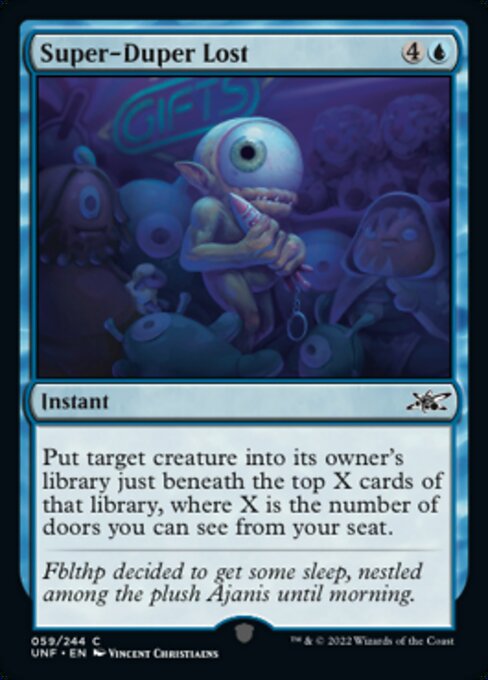 Super-Duper Lost 4
GIFTS
Instant
Put target creature into its owner's
library just beneath the top X cards of
that library, where X is the number of
doors you can see from your seat.
Fblthp decided to get some sleep, nestled
among the plush Ajanis until morning.
059/244 C
UNF • EN VINCENT CHRISTIAENS
™ & © 2022 Wizards of the Coast